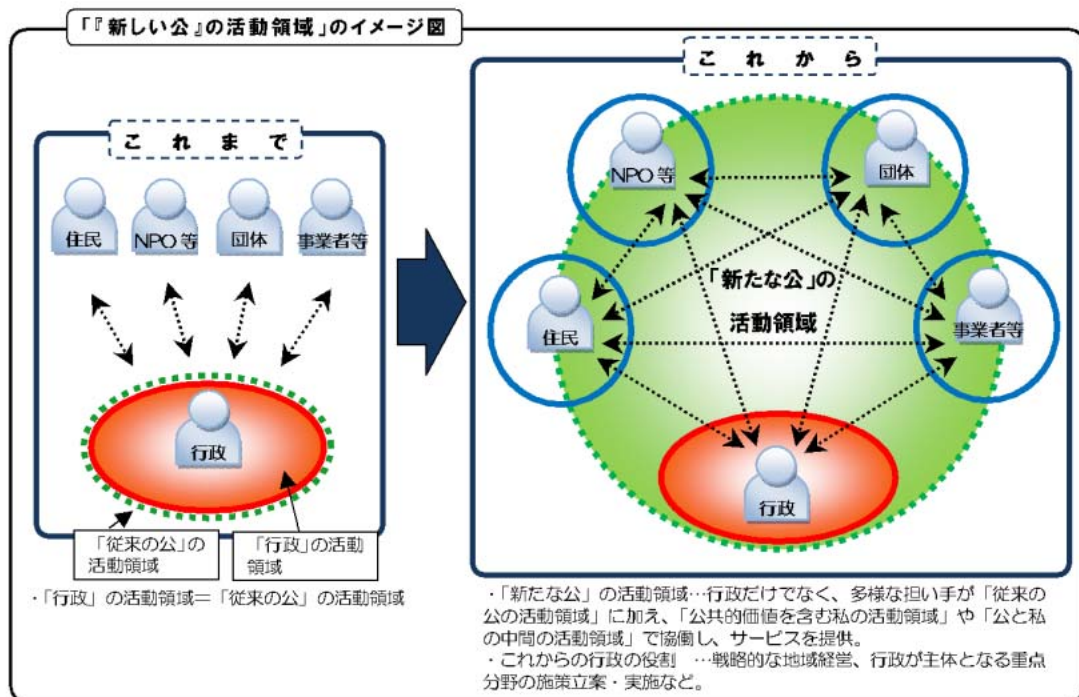 「『新しい公』の活動領域」のイメージ図
これまで
住民
NPO等
団体
事業者等
行政
「従来の公」の
活動領域
「行政」の活動
領域
・「行政」の活動領域=「従来の公」の活動領域
これから
NPO等
団体
「新たな公」の
活動領域
住民
事業者等
行政
・「新たな公」の活動領域…行政だけでなく、多様な担い手が「従来の
公の活動領域」に加え、「公共的価値を含む私の活動領域」や「公と私
の中間の活動領域」で協働し、サービスを提供。
・これからの行政の役割 …戦略的な地域経営、行政が主体となる重点
分野の施策立案・実施など。